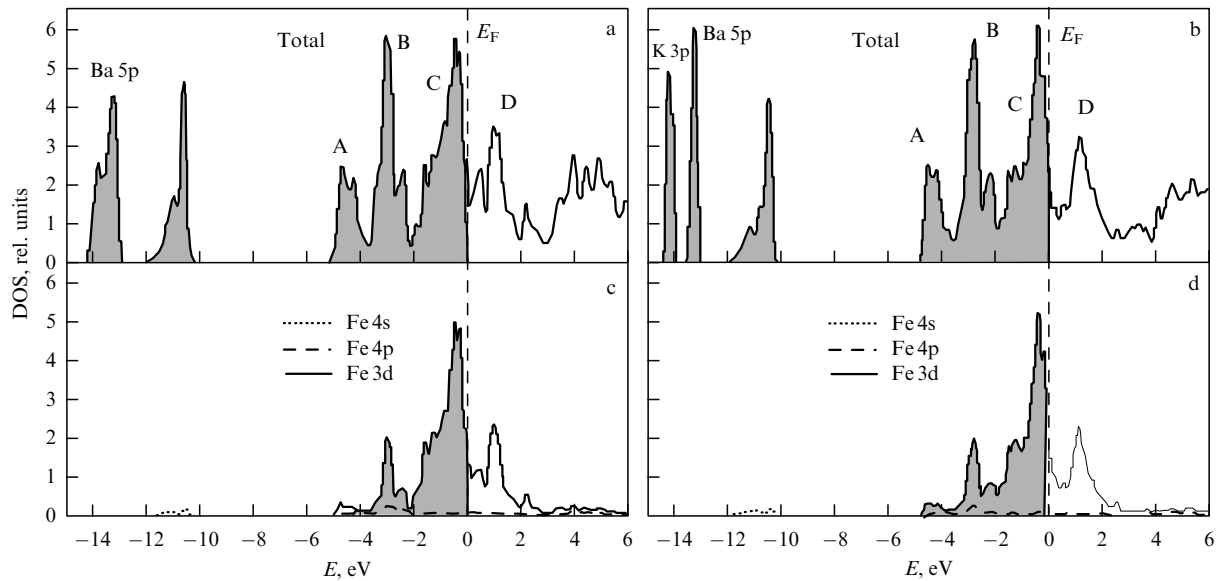 DOS, rel. units
6
5
4
3
2
1
0
Ba 5p
Total
A
B
C
D
E_F
a
K 3p
Ba 5p
Total
A
B
C
D
E_F
b
6
5
4
3
2
1
0
Fe 4s
Fe 4p
Fe 3d
c
Fe 4s
Fe 4p
Fe 3d
d
−14 −12 −10 −8 −6 −4 −2 0 2 4 6
−14 −12 −10 −8 −6 −4 −2 0 2 4 6
E, eV
E, eV